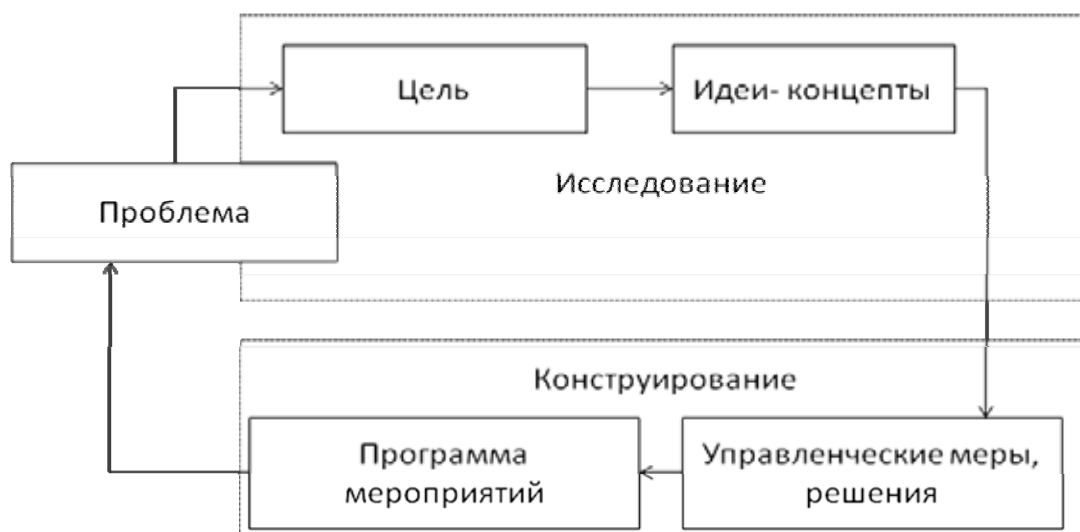 Цель
Идеи- концепты
Исследование
Проблема
Конструирование
Программа
мероприятий
Управленческие меры,
решения